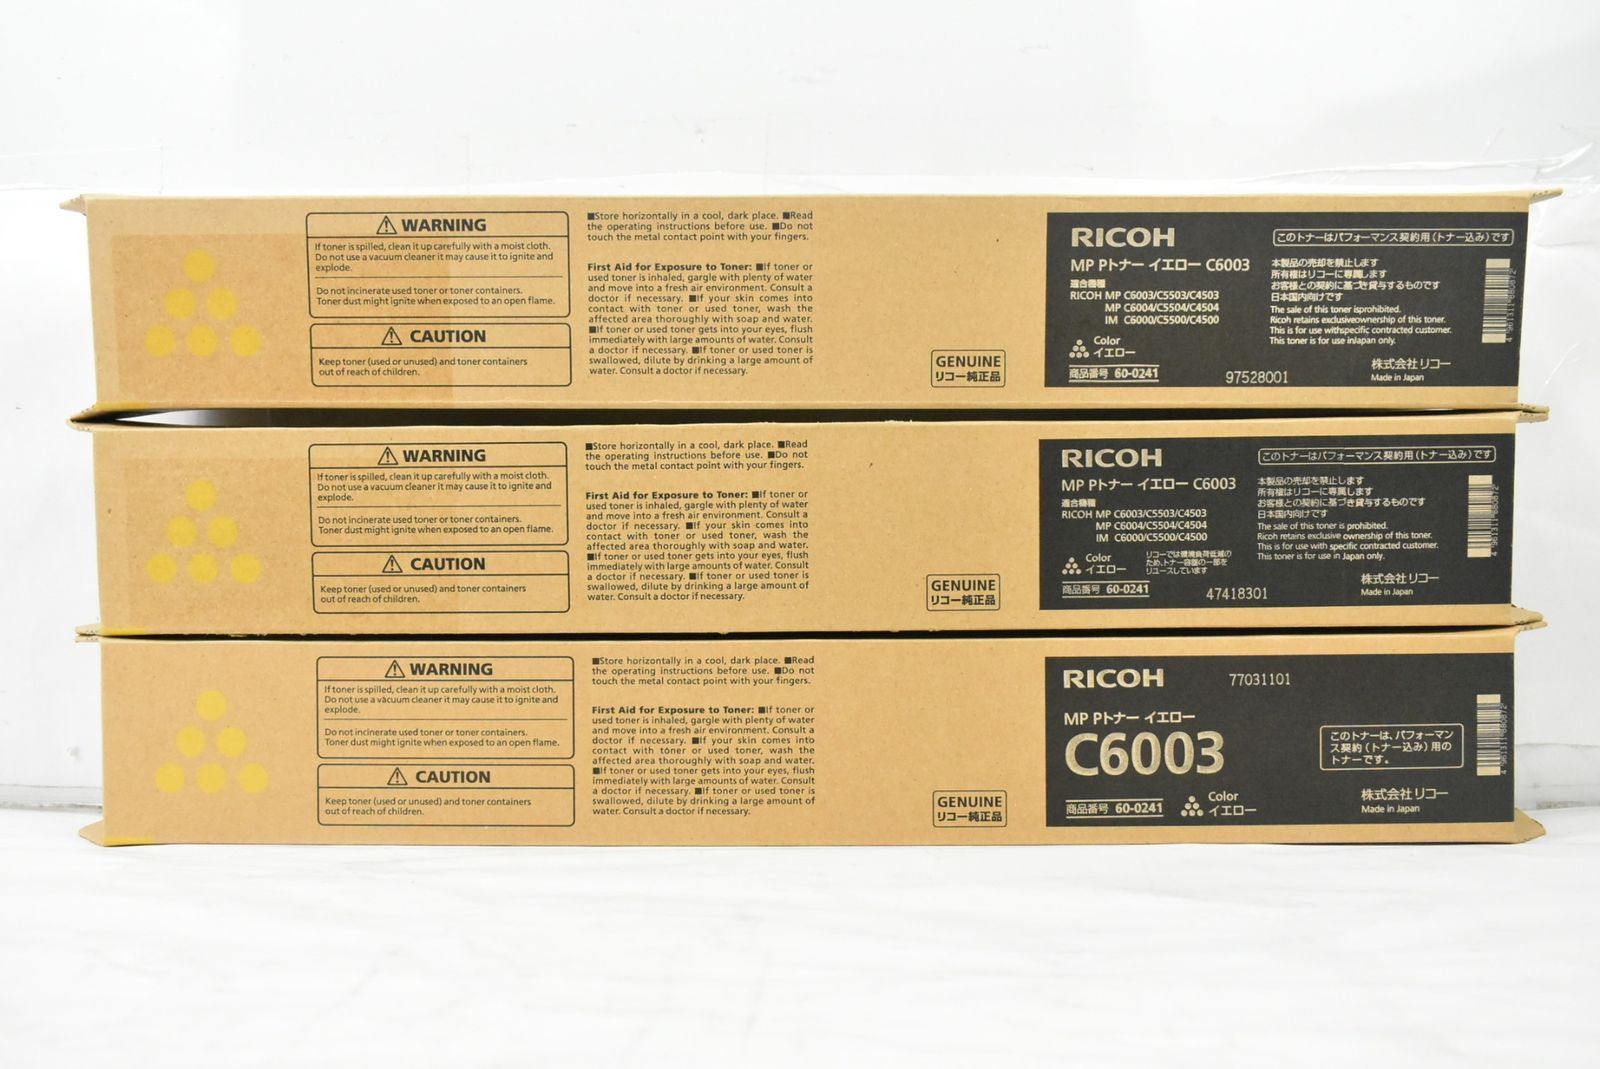 WARNING
If toner is spilled, clean it up carefully with a moist cloth.
Do not use a vacuum cleaner it may cause it to ignite and
explode.
Do not incinerate used toner or toner containers.
Toner dust might ignite when exposed to an open flame.
CAUTION
Keep toner (used or unused) and toner containers
out of reach of children.
■Store horizontally in a cool, dark place. ■Read
the operating instructions before use. ■Do not
touch the metal contact point with your fingers.
First Aid for Exposure to Toner: ■If toner or
used toner is inhaled, gargle with plenty of water
and move into a fresh air environment. Consult a
doctor if necessary. ■If your skin comes into
contact with toner or used toner, wash the
affected area thoroughly with soap and water.
■If toner or used toner gets into your eyes, flush
immediately with large amounts of water. Consult
a doctor if necessary. ■If toner or used toner is
swallowed, dilute by drinking a large amount of
water. Consult a doctor if necessary.
GENUINE
リコー純正品
RICOH
このトナーはパフォーマンス契約用(トナー込み)です
MP Pトナー イエロー C6003
適合機種
RICOH MP C6003/C5503/C4503
MP C6004/C5504/C4504
IM C6000/C5500/C4500
本製品の売却を禁止します
所有権はリコーに専属します
お客様との契約に基づき貸与するものです
日本国内向けです
The sale of this toner isprohibited.
Ricoh retains exclusiveownership of this toner.
This is for use withspecific contracted customer.
This toner is for use inJapan only.
Color
イエロー
商品番号 60-0241
97528001
株式会社リコー
Made in Japan
4961311880872
WARNING
If toner is spilled, clean it up carefully with a moist cloth.
Do not use a vacuum cleaner it may cause it to ignite and
explode.
Do not incinerate used toner or toner containers.
Toner dust might ignite when exposed to an open flame.
CAUTION
Keep toner (used or unused) and toner containers
out of reach of children.
■Store horizontally in a cool, dark place. ■Read
the operating instructions before use. ■Do not
touch the metal contact point with your fingers.
First Aid for Exposure to Toner: ■If toner or
used toner is inhaled, gargle with plenty of water
and move into a fresh air environment. Consult a
doctor if necessary. ■If your skin comes into
contact with toner or used toner, wash the
affected area thoroughly with soap and water.
■If toner or used toner gets into your eyes, flush
immediately with large amounts of water. Consult
a doctor if necessary. ■If toner or used toner is
swallowed, dilute by drinking a large amount of
water. Consult a doctor if necessary.
GENUINE
リコー純正品
RICOH
このトナーはパフォーマンス契約用(トナー込み)です
MP Pトナー イエロー C6003
適合機種
RICOH MP C6003/C5503/C4503
MP C6004/C5504/C4504
IM C6000/C5500/C4500
本製品の売却を禁止します
所有権はリコーに専属します
お客様との契約に基づき貸与するものです
日本国内向けです
The sale of this toner is prohibited.
Ricoh retains exclusive ownership of this toner.
This is for use with specific contracted customer.
This toner is for use in Japan only.
Color
イエロー
リコーでは環境負荷低減の
ため、トナー容器の一部を
リユースしています
商品番号 60-0241
47418301
株式会社リコー
Made in Japan
4961311880872
WARNING
If toner is spilled, clean it up carefully with a moist cloth.
Do not use a vacuum cleaner it may cause it to ignite and
explode.
Do not incinerate used toner or toner containers.
Toner dust might ignite when exposed to an open flame.
CAUTION
Keep toner (used or unused) and toner containers
out of reach of children.
■Store horizontally in a cool, dark place. ■Read
the operating instructions before use. ■Do not
touch the metal contact point with your fingers.
First Aid for Exposure to Toner: ■If toner or
used toner is inhaled, gargle with plenty of water
and move into a fresh air environment. Consult a
doctor if necessary. ■If your skin comes into
contact with toner or used toner, wash the
affected area thoroughly with soap and water.
■If toner or used toner gets into your eyes, flush
immediately with large amounts of water. Consult
a doctor if necessary. ■If toner or used toner is
swallowed, dilute by drinking a large amount of
water. Consult a doctor if necessary.
GENUINE
リコー純正品
RICOH
77031101
MP Pトナー イエロー
C6003
このトナーは、パフォーマン
ス契約(トナー込み)用の
トナーです。
商品番号 60-0241
Color
イエロー
株式会社リコー
Made in Japan
4961311880872